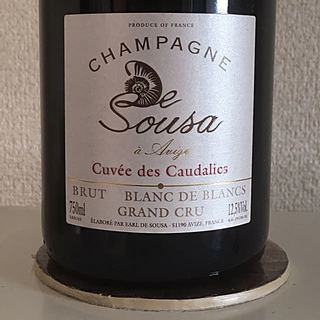 PRODUCE OF FRANCE
CHAMPAGNE
De
Sousa
à Avize
Cuvée des Caudalies
BRUT BLANC DE BLANCS
750ml GRAND CRU 12.5%Vol.
ÉLABORÉ PAR EARL DE SOUSA - 51190 AVIZE, FRANCE